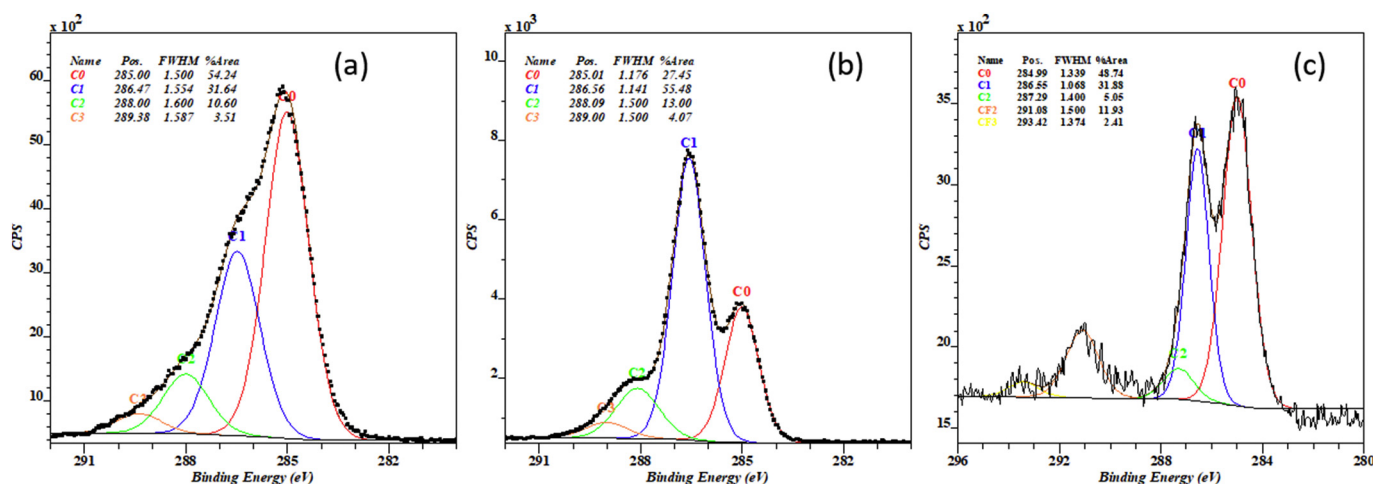 x 10²
(a)
Name Pos. FWHM %Area
C0 285.00 1.500 54.24
C1 286.47 1.554 31.64
C2 288.00 1.600 10.60
C3 289.38 1.587 3.51
60
50
40
30
20
10
CPS
C0
C1
C2
C3
291 288 285 282
Binding Energy (eV)
x 10³
(b)
Name Pos. FWHM %Area
C0 285.01 1.176 27.45
C1 286.56 1.141 55.48
C2 288.09 1.500 13.00
C3 289.00 1.500 4.07
10
8
6
4
2
CPS
C1
C0
C2
C3
291 288 285 282
Binding Energy (eV)
x 10²
(c)
Name Pos. FWHM %Area
C0 284.99 1.339 48.74
C1 286.55 1.068 31.88
C2 287.29 1.400 5.05
CF2 291.08 1.500 11.93
CF3 293.42 1.374 2.41
35
30
25
20
15
CPS
C0
C1
C2
296 292 288 284 280
Binding Energy (eV)